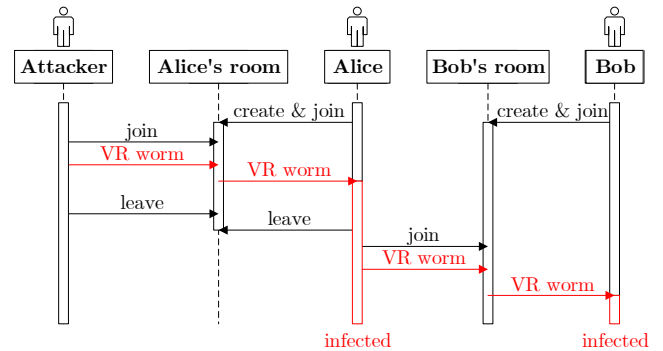 Attacker
Alice's room
Alice
Bob's room
Bob
create & join
create & join
join
VR worm
VR worm
leave
leave
join
VR worm
VR worm
infected
infected